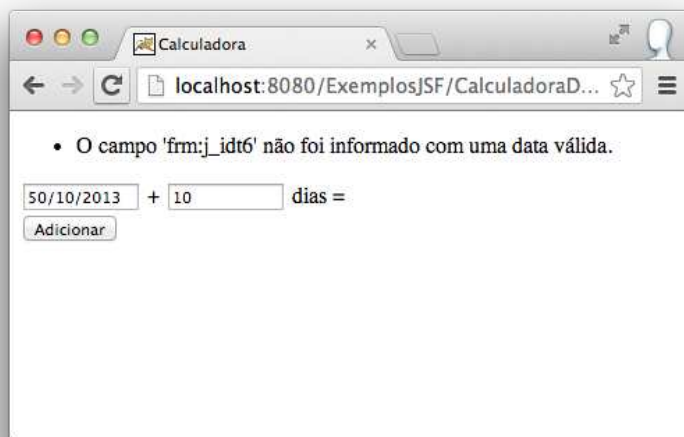 Calculadora
localhost:8080/ExemplosJSF/CalculadoraD...
• O campo 'frm:j_idt6' não foi informado com uma data válida.
50/10/2013 + 10 dias =
Adicionar